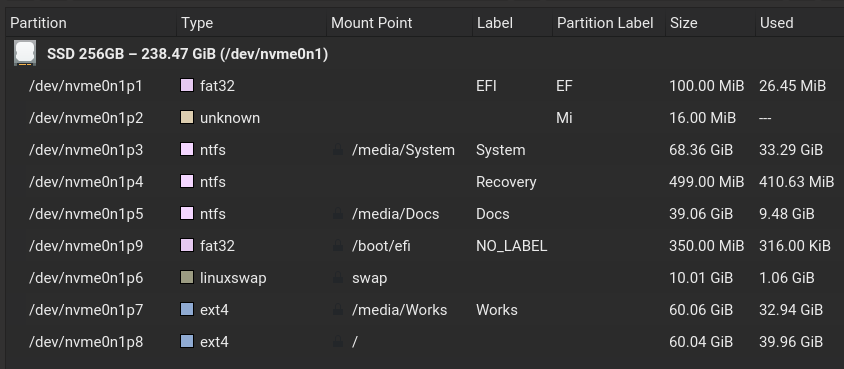 Partition Type Mount Point Label Partition Label Size Used
SSD 256GB – 238.47 GiB (/dev/nvme0n1)
/dev/nvme0n1p1 fat32 EFI EF 100.00 MiB 26.45 MiB
/dev/nvme0n1p2 unknown Mi 16.00 MiB ---
/dev/nvme0n1p3 ntfs /media/System System 68.36 GiB 33.29 GiB
/dev/nvme0n1p4 ntfs Recovery 499.00 MiB 410.63 MiB
/dev/nvme0n1p5 ntfs /media/Docs Docs 39.06 GiB 9.48 GiB
/dev/nvme0n1p9 fat32 /boot/efi NO_LABEL 350.00 MiB 316.00 KiB
/dev/nvme0n1p6 linuxswap swap 10.01 GiB 1.06 GiB
/dev/nvme0n1p7 ext4 /media/Works Works 60.06 GiB 32.94 GiB
/dev/nvme0n1p8 ext4 / 60.04 GiB 39.96 GiB